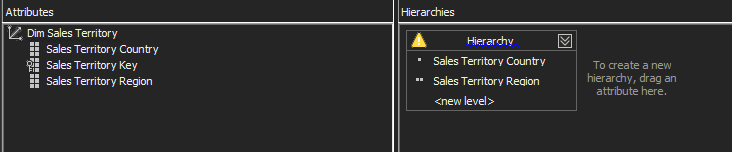 Attributes
Dim Sales Territory
Sales Territory Country
Sales Territory Key
Sales Territory Region
Hierarchies
Hierarchy
Sales Territory Country
Sales Territory Region
<new level>
To create a new
hierarchy, drag an
attribute here.